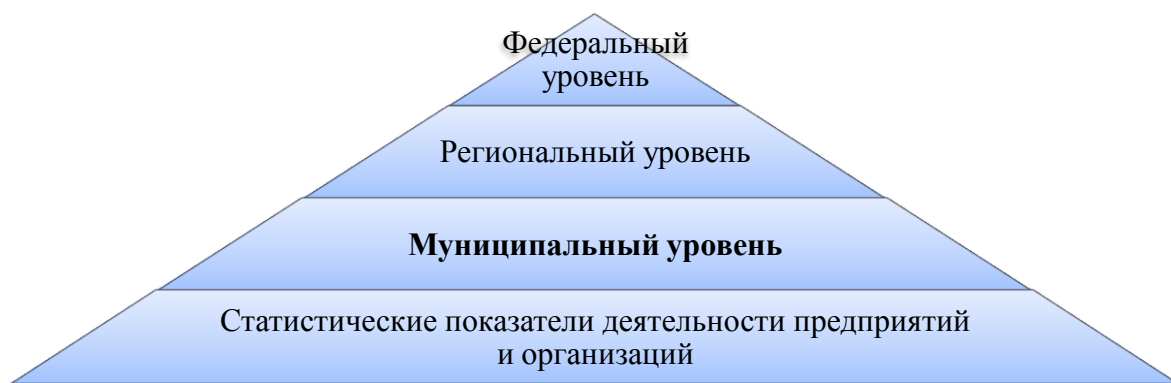 Федеральный
уровень
Региональный уровень
Муниципальный уровень
Статистические показатели деятельности предприятий
и организаций